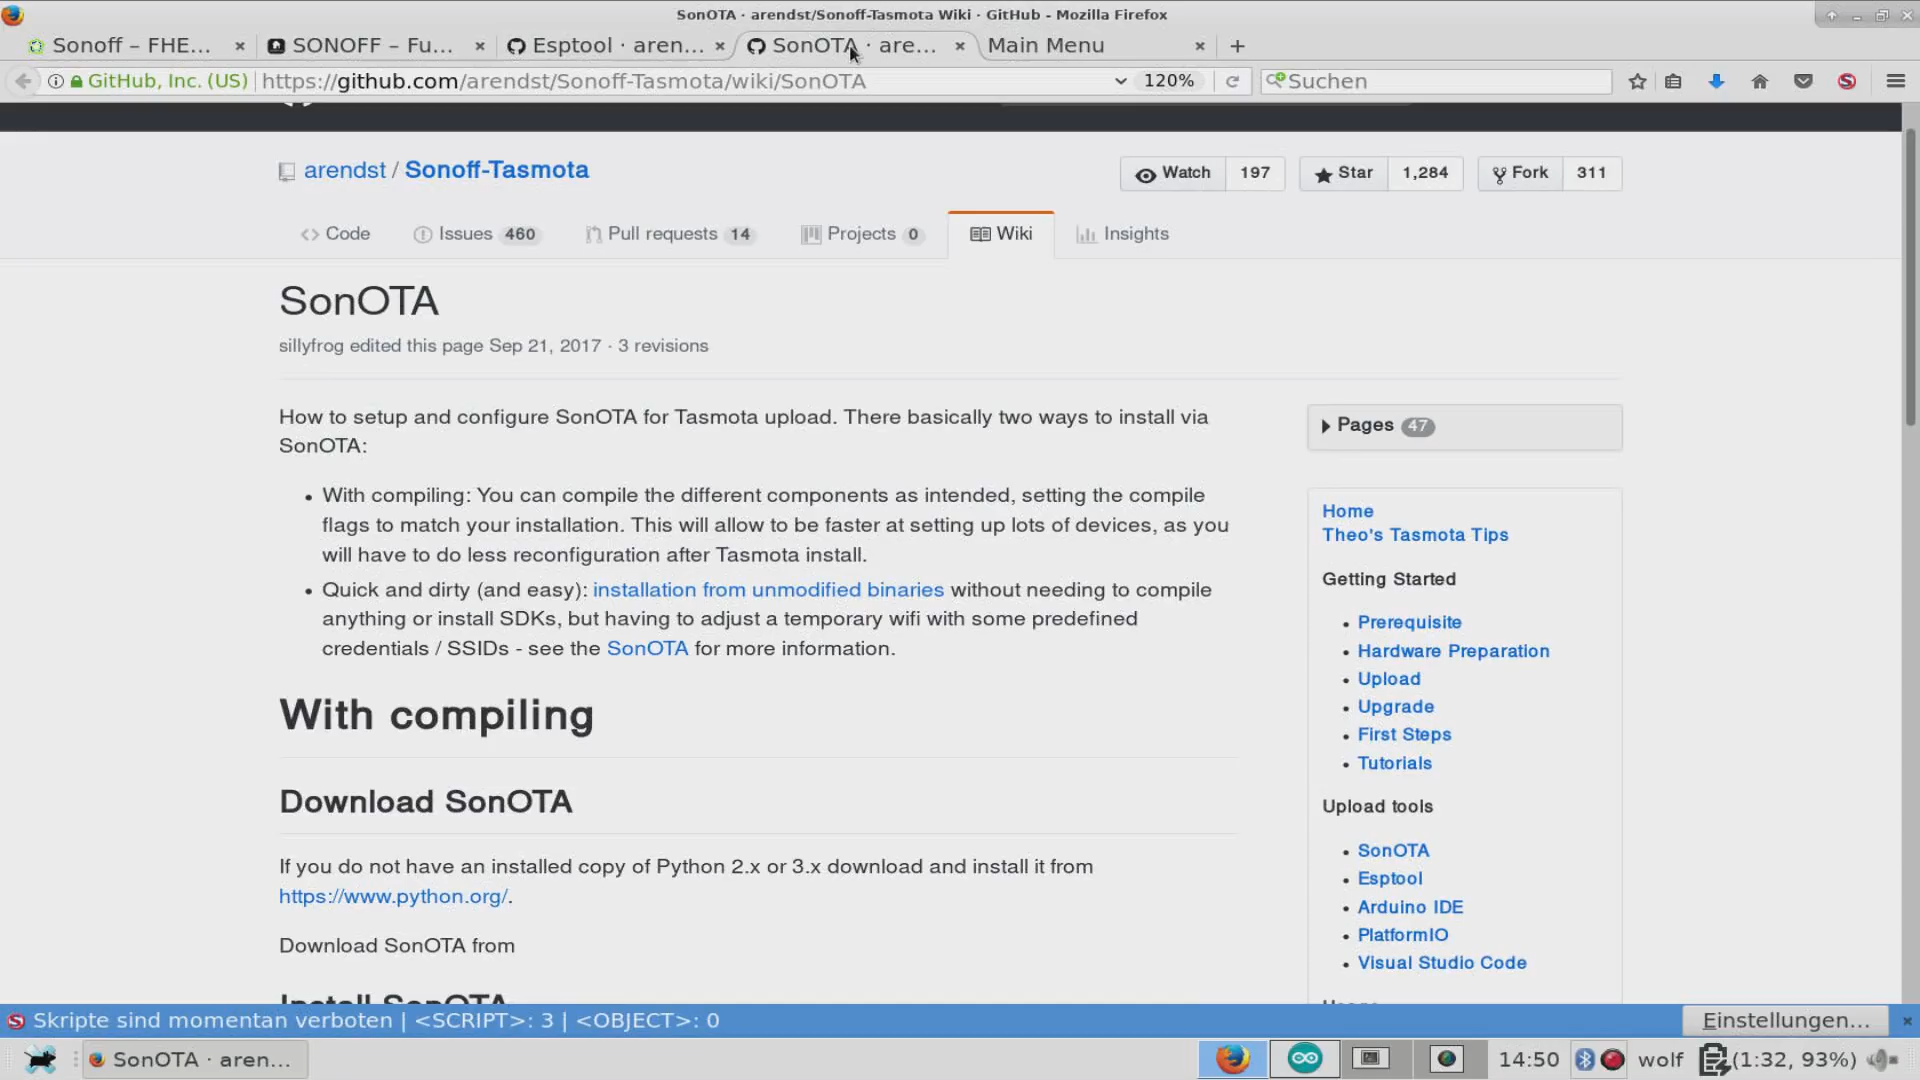 SonOTA · arendst/Sonoff-Tasmota Wiki · GitHub - Mozilla Firefox
Sonoff – FHE... × SONOFF – Fu... × Esptool · aren... × SonOTA · are... × Main Menu × +
GitHub, Inc. (US) https://github.com/arendst/Sonoff-Tasmota/wiki/SonOTA 120% Suchen
arendst / Sonoff-Tasmota
Watch 197 Star 1,284 Fork 311
Code Issues 460 Pull requests 14 Projects 0 Wiki Insights
SonOTA
sillyfrog edited this page Sep 21, 2017 · 3 revisions
How to setup and configure SonOTA for Tasmota upload. There basically two ways to install via
SonOTA:
• With compiling: You can compile the different components as intended, setting the compile
flags to match your installation. This will allow to be faster at setting up lots of devices, as you
will have to do less reconfiguration after Tasmota install.
• Quick and dirty (and easy): installation from unmodified binaries without needing to compile
anything or install SDKs, but having to adjust a temporary wifi with some predefined
credentials / SSIDs - see the SonOTA for more information.
With compiling
Download SonOTA
If you do not have an installed copy of Python 2.x or 3.x download and install it from
https://www.python.org/.
Download SonOTA from
Install SonOTA
Pages 47
Home
Theo's Tasmota Tips
Getting Started
• Prerequisite
• Hardware Preparation
• Upload
• Upgrade
• First Steps
• Tutorials
Upload tools
• SonOTA
• Esptool
• Arduino IDE
• PlatformIO
• Visual Studio Code
Skripte sind momentan verboten | <SCRIPT>: 3 | <OBJECT>: 0 Einstellungen... ×
SonOTA · aren... 14:50 wolf (1:32, 93%)